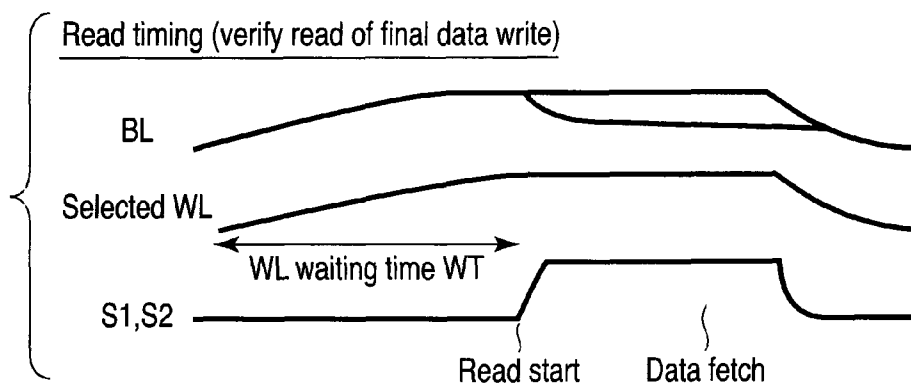 Read timing (verify read of final data write)
BL
Selected WL
WL waiting time WT
S1,S2
Read start
Data fetch